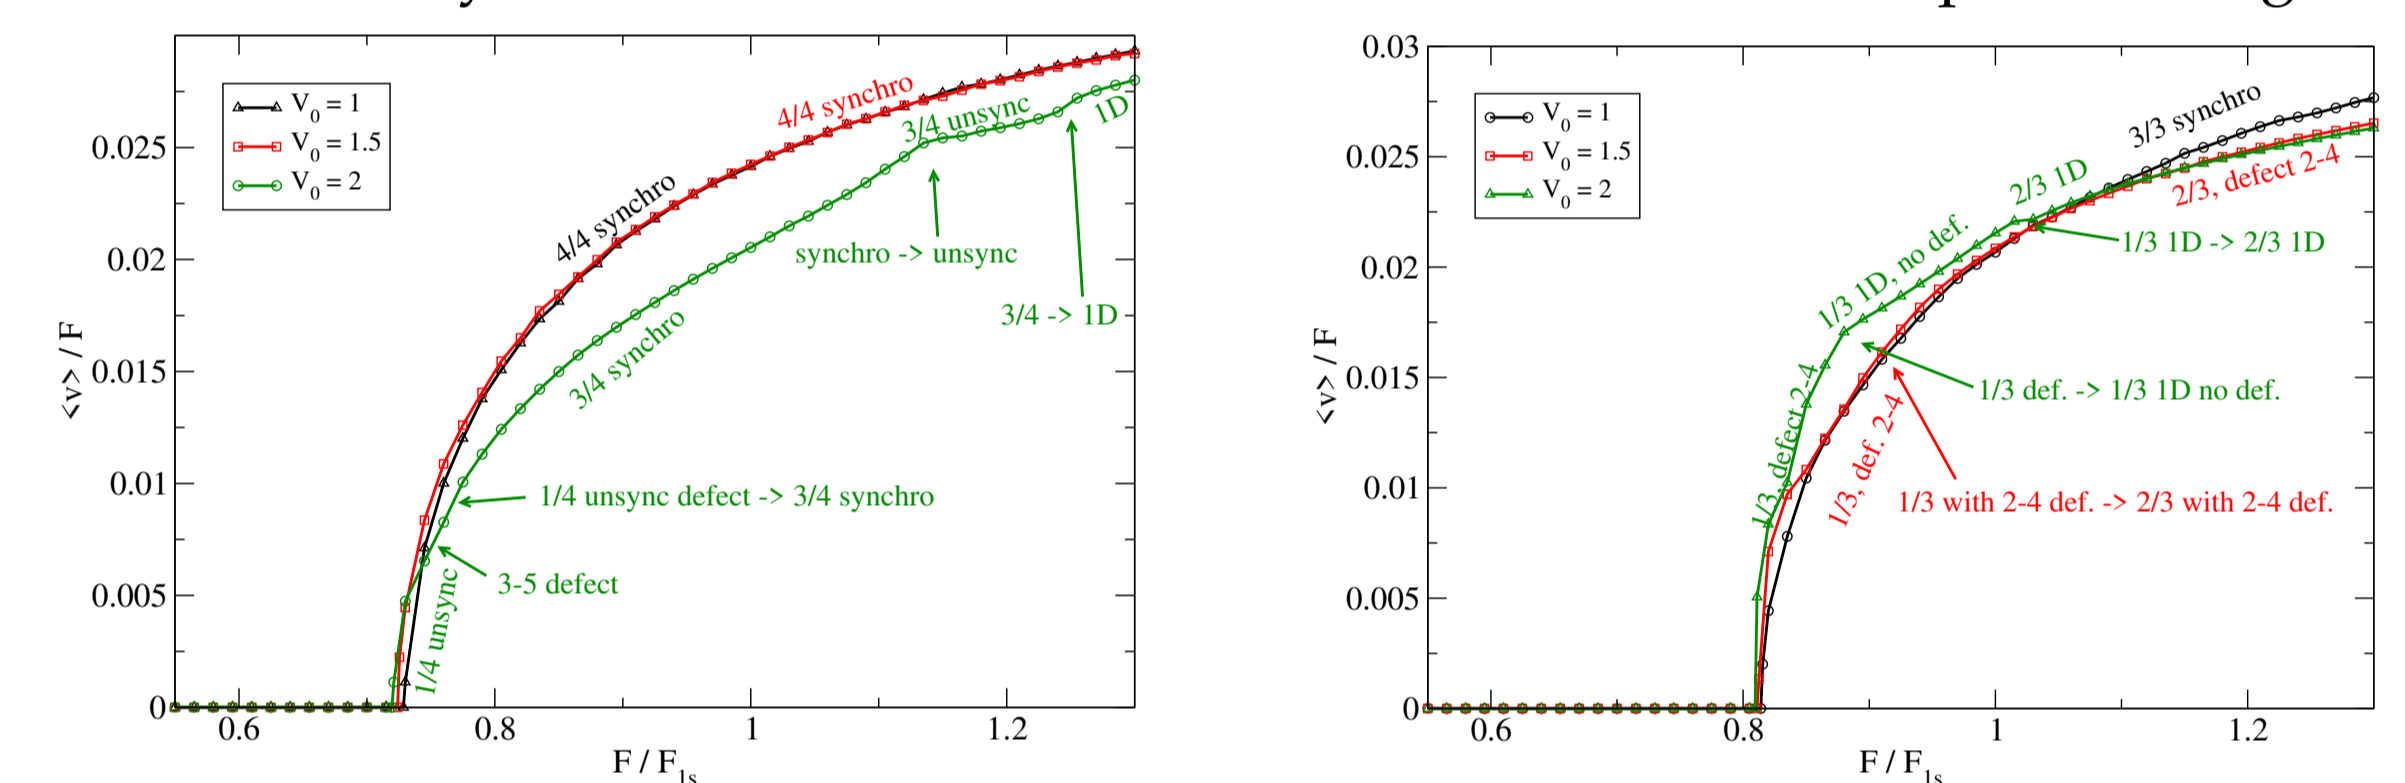 V0 = 1
V0 = 1.5
V0 = 2
4/4 synchro
4/4 synchro
3/4 unsync
1D
synchro -> unsync
3/4 -> 1D
3/4 synchro
1/4 unsync defect -> 3/4 synchro
3-5 defect
1/4 unsync
0.025
0.02
0.015
0.01
0.005
0
0.6
0.8
1
1.2
<v> / F
F / F1s
V0 = 1
V0 = 1.5
V0 = 2
3/3 synchro
2/3 1D
2/3, defect 2-4
1/3 1D, no def.
1/3 1D -> 2/3 1D
1/3, defect 2-4
1/3 def. -> 1/3 1D no def.
1/3, def. 2-4
1/3 with 2-4 def. -> 2/3 with 2-4 def.
0.03
0.025
0.02
0.015
0.01
0.005
0
0.6
0.8
1
1.2
<v> / F
F / F1s